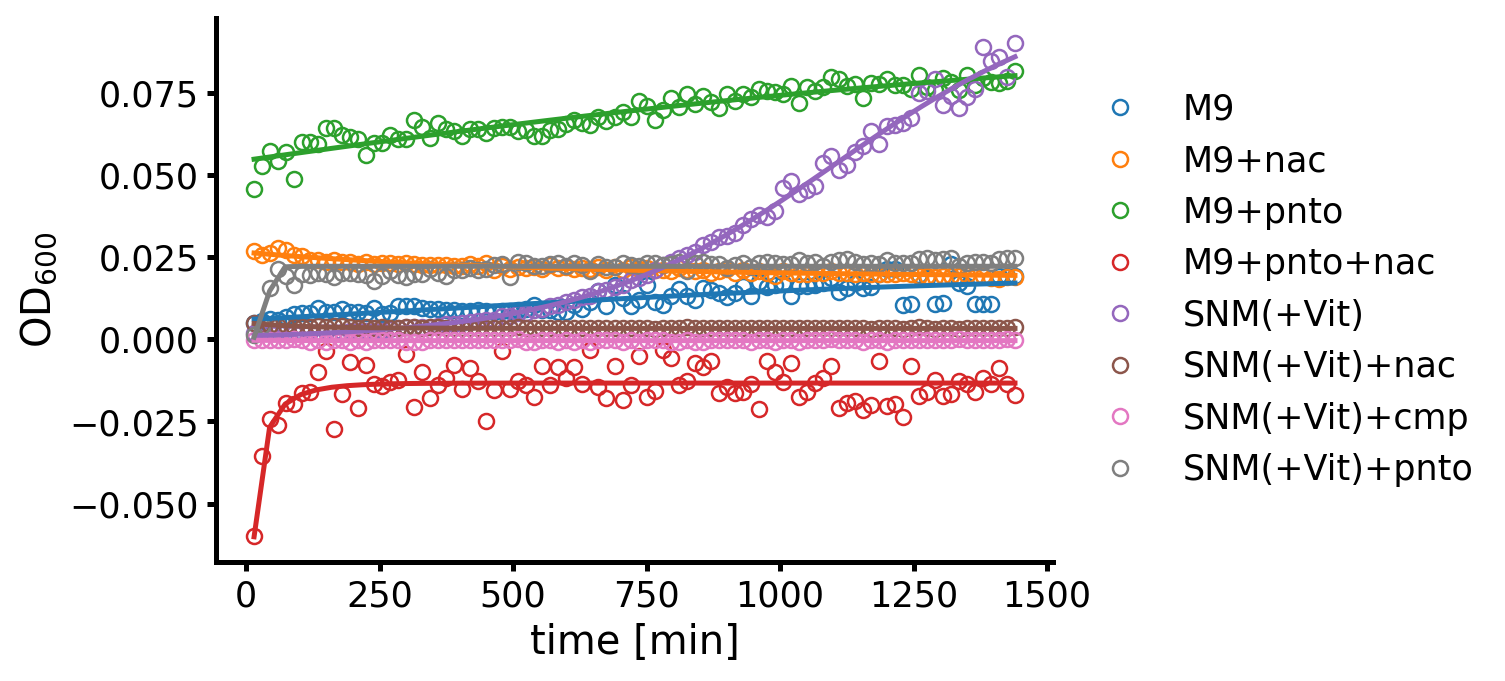 0.075
0.050
0.025
0.000
−0.025
−0.050
OD600
0 250 500 750 1000 1250 1500
time [min]
M9
M9+nac
M9+pnto
M9+pnto+nac
SNM(+Vit)
SNM(+Vit)+nac
SNM(+Vit)+cmp
SNM(+Vit)+pnto